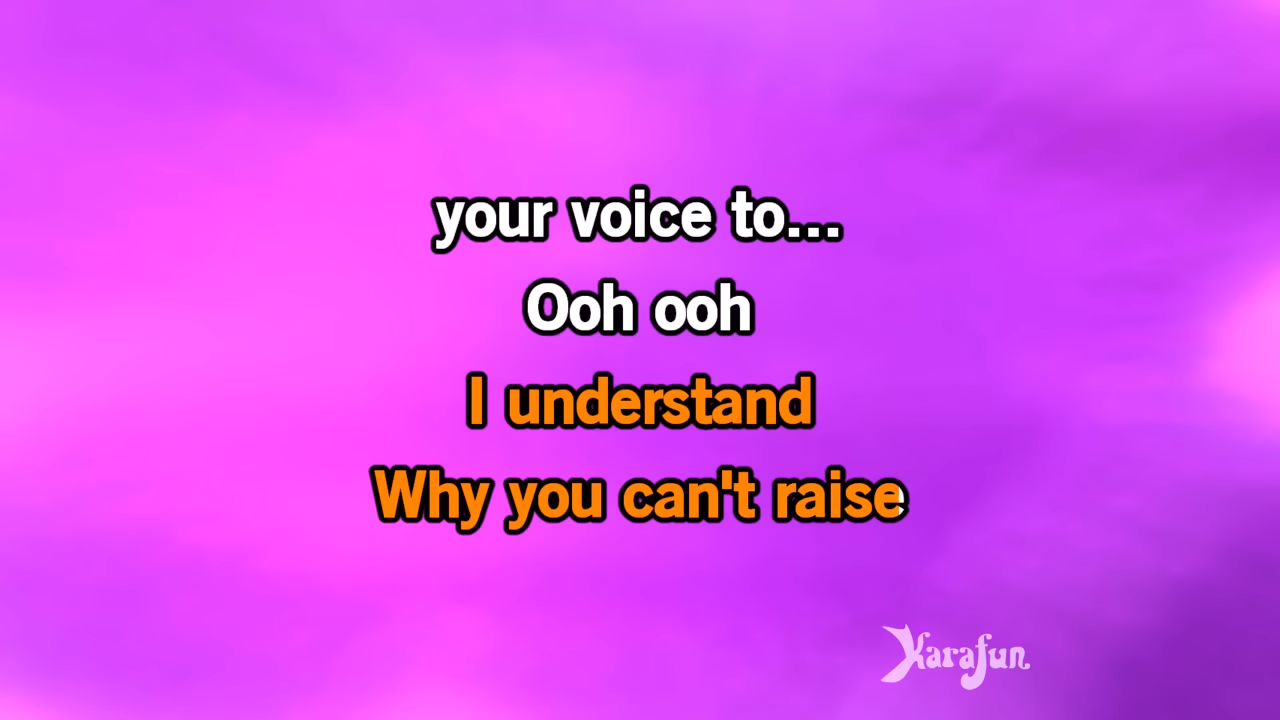 your voice to...
Ooh ooh
I understand
Why you can't raise
Karafun